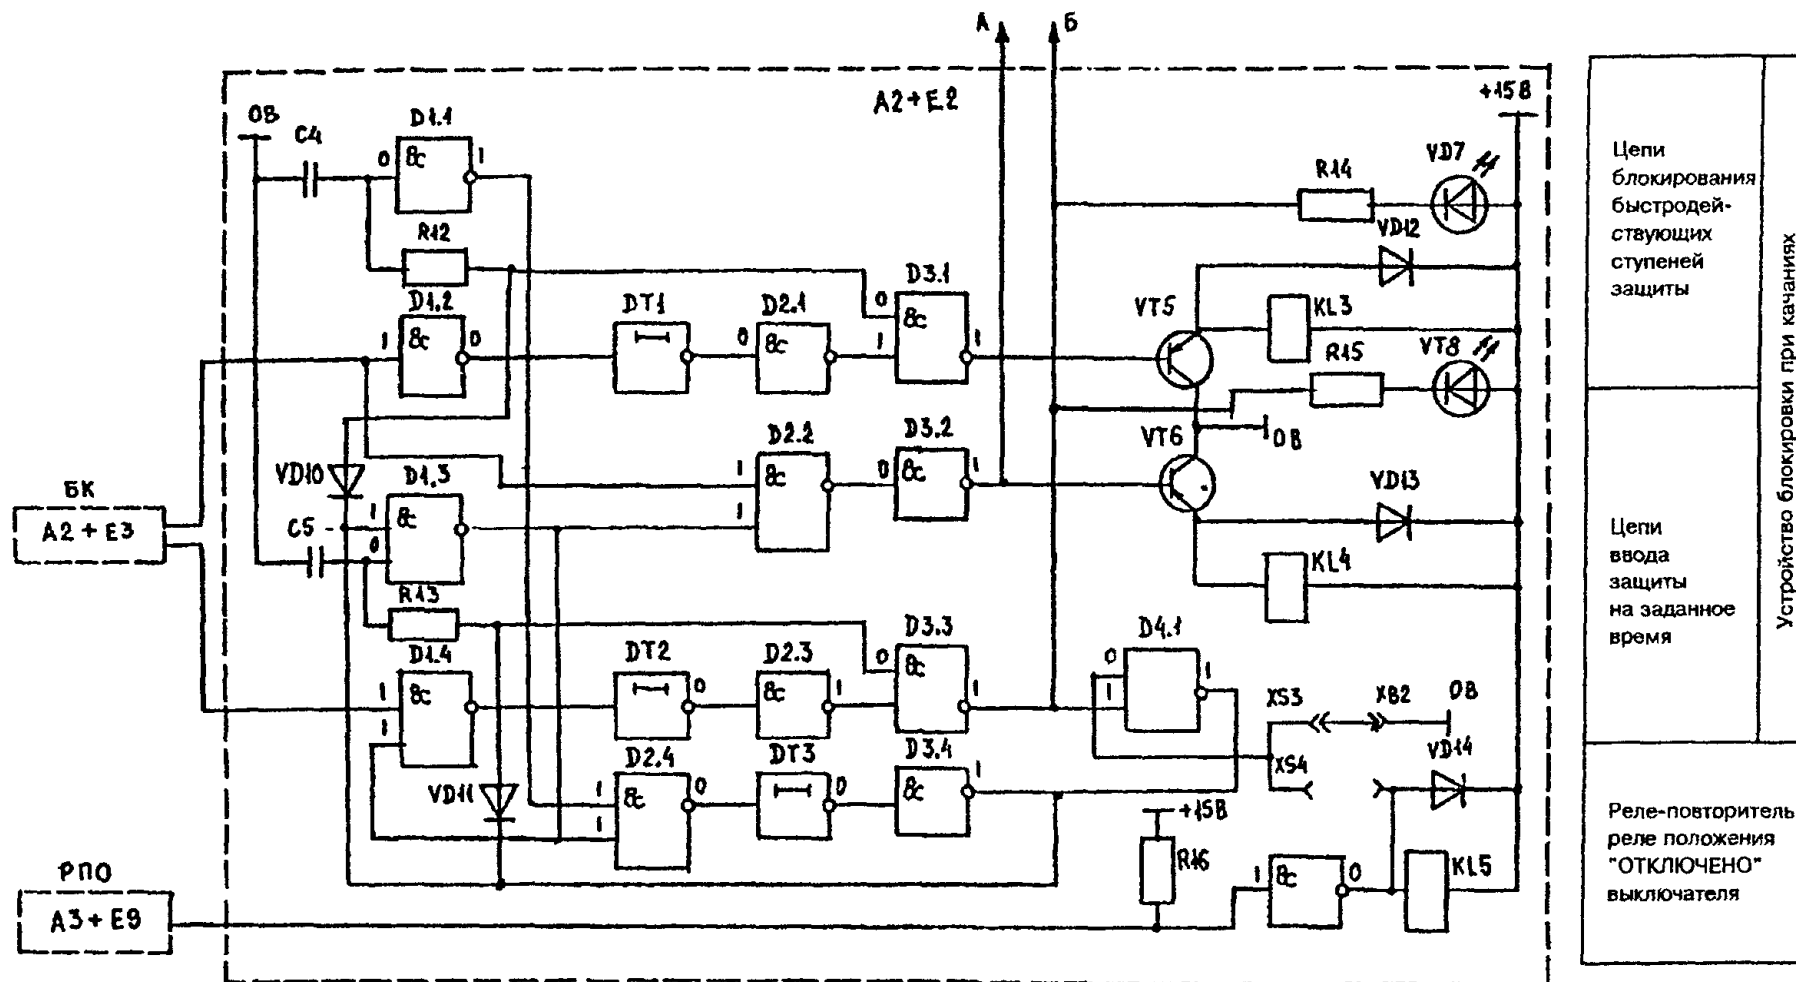 А
Б
А2+Е2
+15В
0В
С4
D1.1
0
&
1
R12
D1.2
1
&
0
DT1
D2.1
0
&
D3.1
0
1
&
1
R14
VD7
VD12
VT5
KL3
R15
VT8
VT6
0В
D2.2
1
1
&
D3.2
0
&
1
VD10
D1.3
1
0
&
С5
БК
А2+Е3
R13
VD13
KL4
D1.4
1
1
&
DT2
0
D2.3
&
1
D3.3
0
&
1
D4.1
0
1
1
XS3
XB2
0В
XS4
VD14
VD11
D2.4
1
1
&
0
DT3
0
D3.4
&
1
+15В
R16
1
&
0
KL5
РПО
А3+Е9
Цепи
блокирования
быстродей-
ствующих
ступеней
защиты
Цепи
ввода
защиты
на заданное
время
Устройство блокировки при качаниях
Реле-повторитель
реле положения
"ОТКЛЮЧЕНО"
выключателя